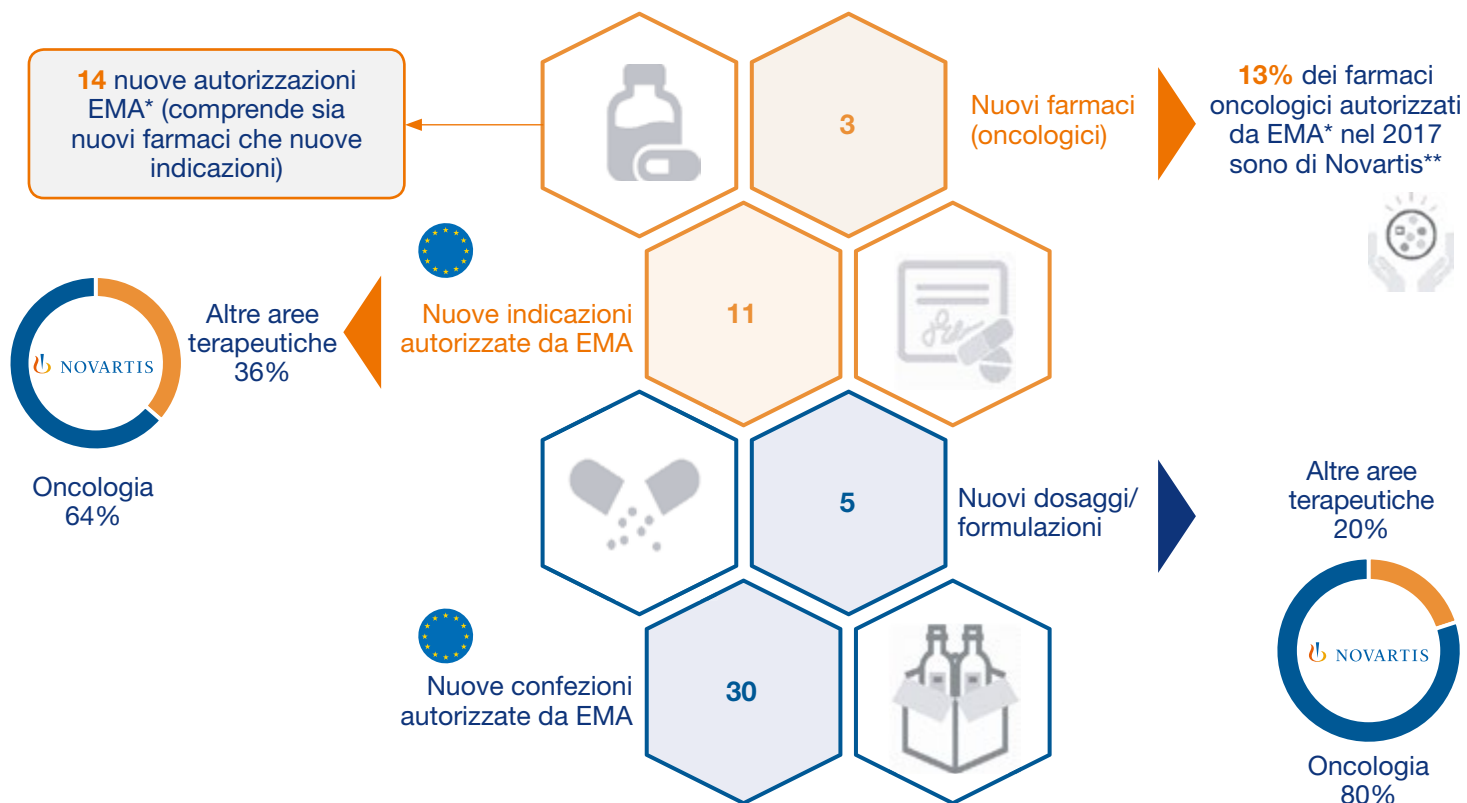 14 nuove autorizzazioni
EMA* (comprende sia
nuovi farmaci che nuove
indicazioni)
3
Nuovi farmaci
(oncologici)
13% dei farmaci
oncologici autorizzati
da EMA* nel 2017
sono di Novartis**
NOVARTIS
Altre aree
terapeutiche
36%
Oncologia
64%
Nuove indicazioni
autorizzate da EMA
11
5
Nuovi dosaggi/
formulazioni
Altre aree
terapeutiche
20%
NOVARTIS
Oncologia
80%
Nuove confezioni
autorizzate da EMA
30